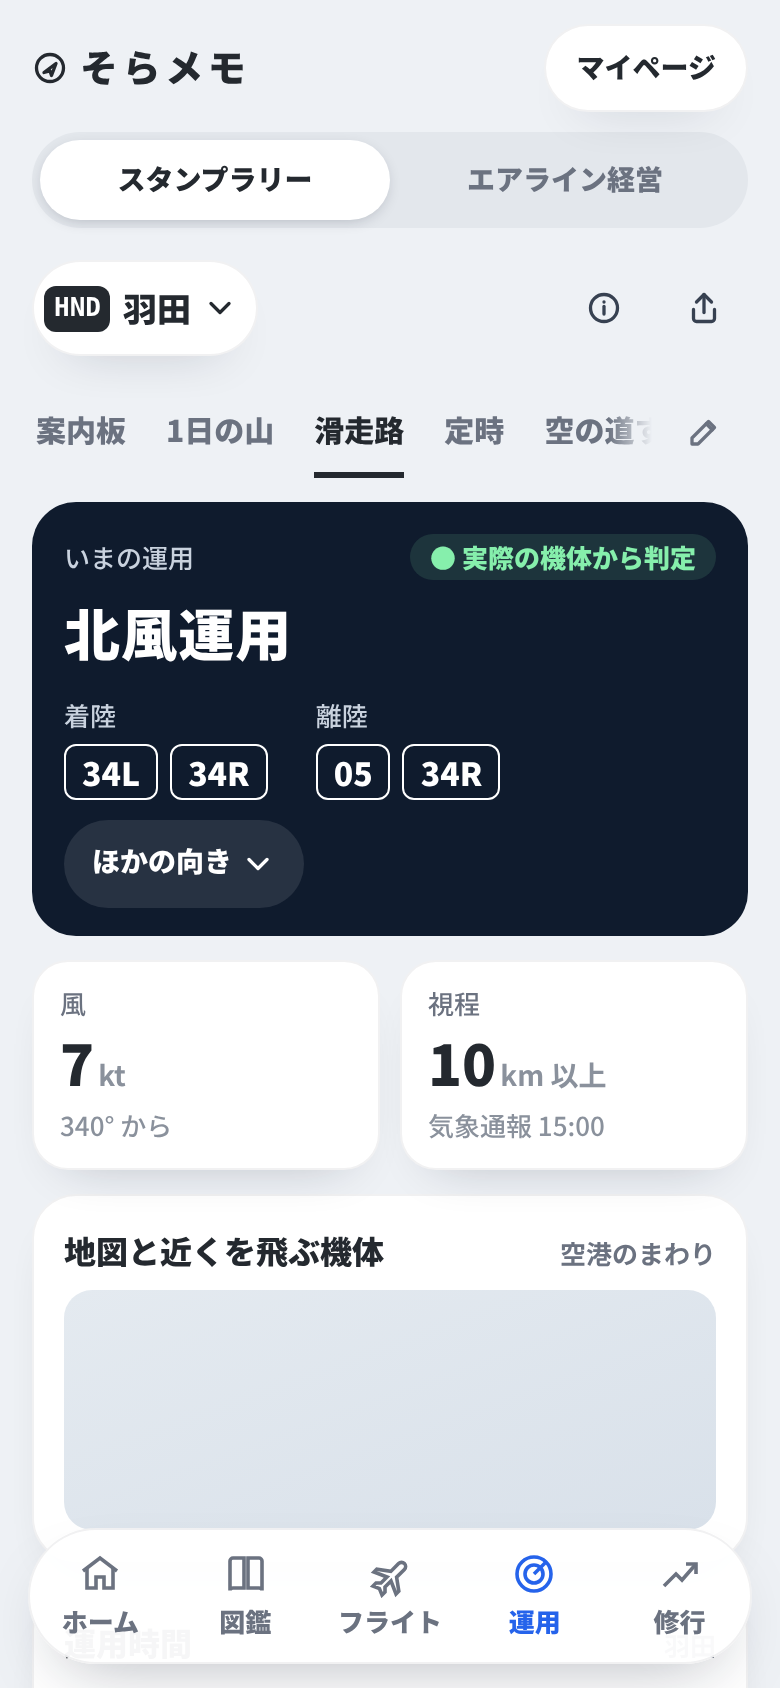 そらメモ
マイページ
スタンプラリー
エアライン経営
HND 羽田
案内板 1日の山 滑走路 定時 空の道
いまの運用
実際の機体から判定
北風運用
着陸 離陸
34L 34R 05 34R
ほかの向き
風
7 kt
340° から
視程
10 km 以上
気象通報 15:00
地図と近くを飛ぶ機体
空港のまわり
運用時間
羽田
ホーム 図鑑 フライト 運用 修行